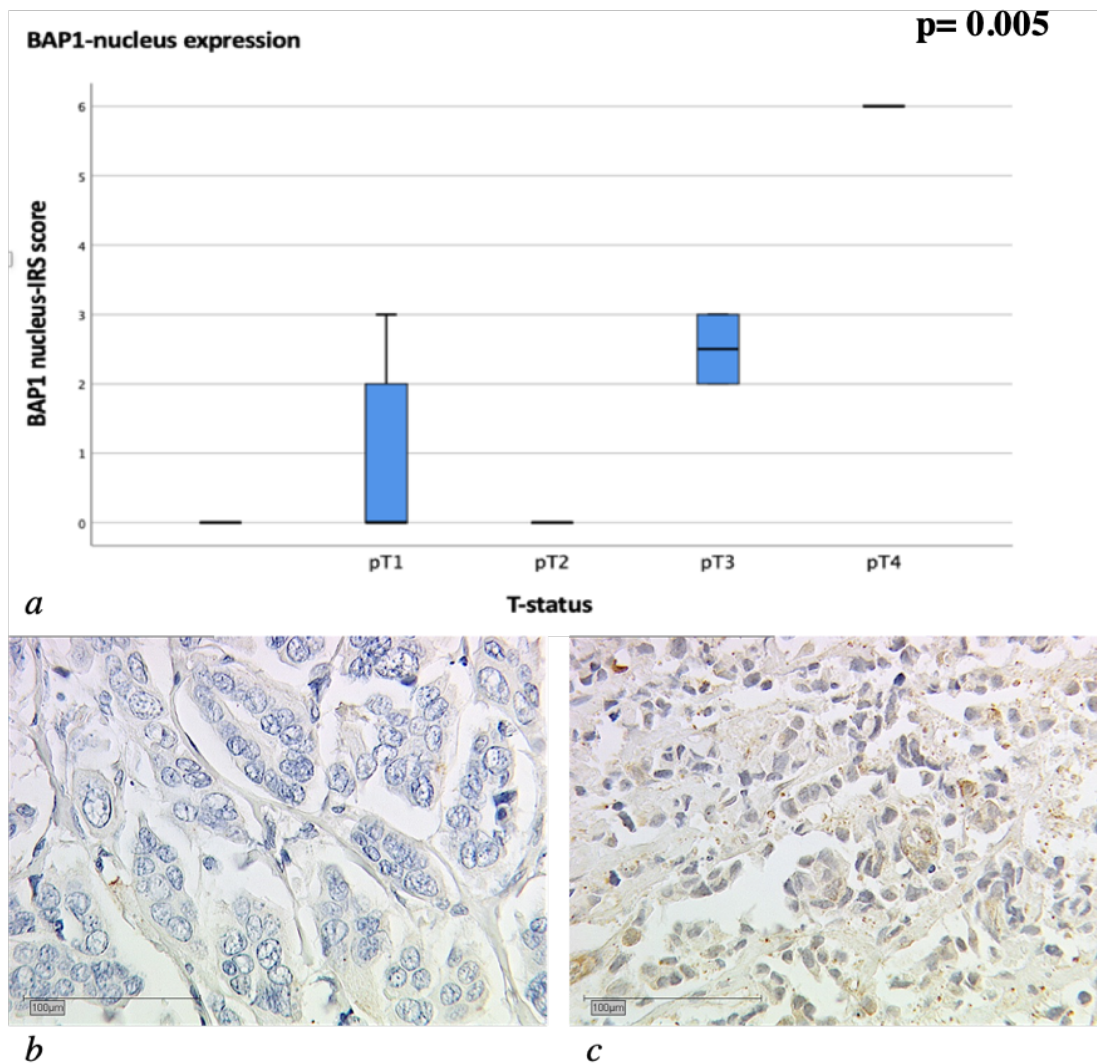 p= 0.005
BAP1-nucleus expression
BAP1 nucleus-IRS score
6
5
4
3
2
1
0
pT1 pT2 pT3 pT4
T-status
a
100μm
100μm
b
c